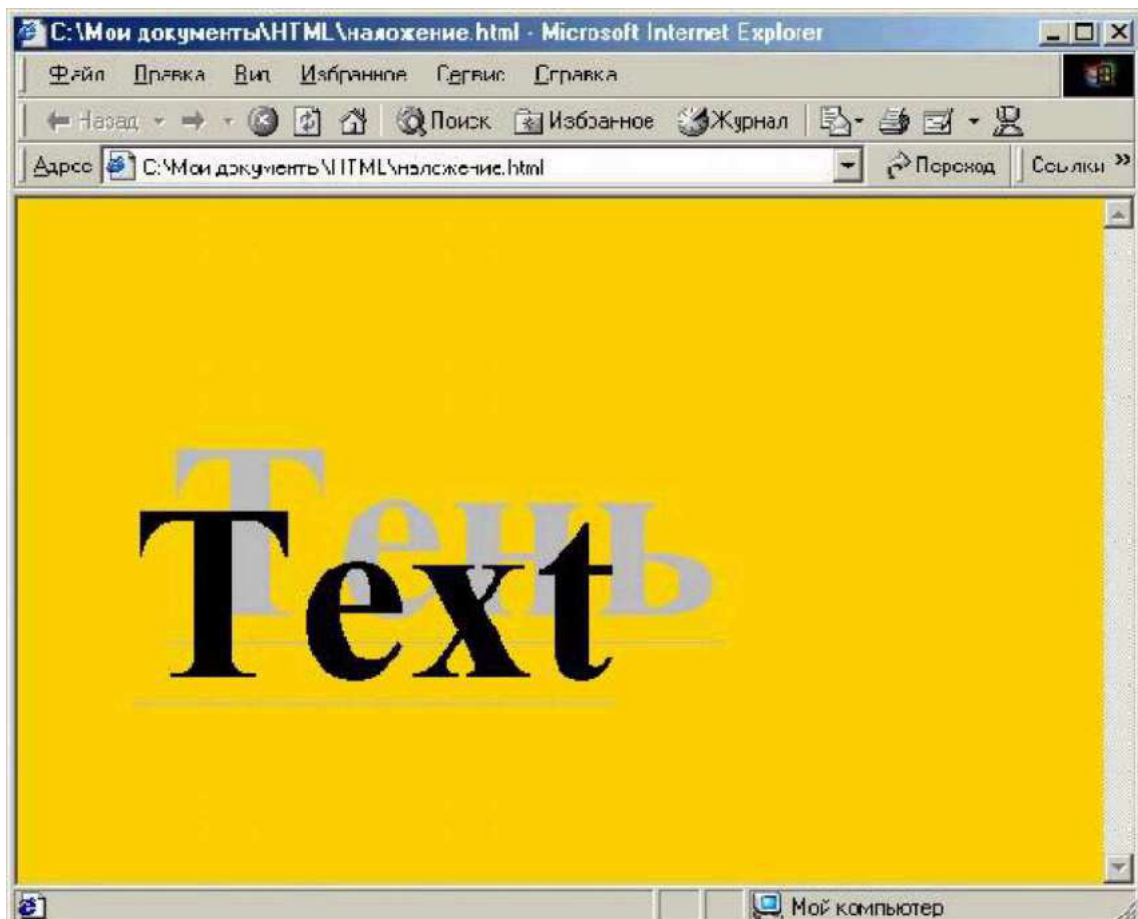 C:\Мои документы\HTML\наложение.html - Microsoft Internet Explorer
Файл Правка Вид Избранное Сервис Справка
Назад Поиск Избранное Журнал
Адрес C:\Мои документы\HTML\наложение.html Переход Ссылки »
Тень
Text
Мой компьютер